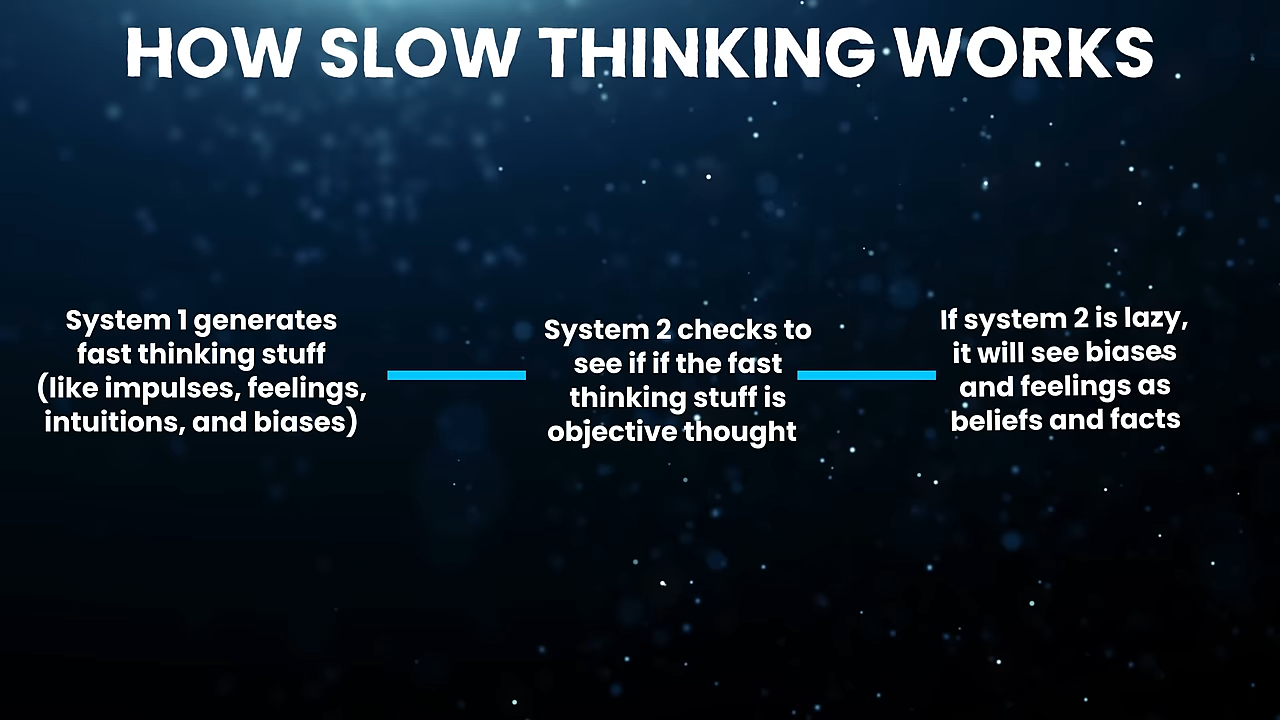 HOW SLOW THINKING WORKS
System 1 generates
fast thinking stuff
(like impulses, feelings,
intuitions, and biases)
System 2 checks to
see if if the fast
thinking stuff is
objective thought
If system 2 is lazy,
it will see biases
and feelings as
beliefs and facts